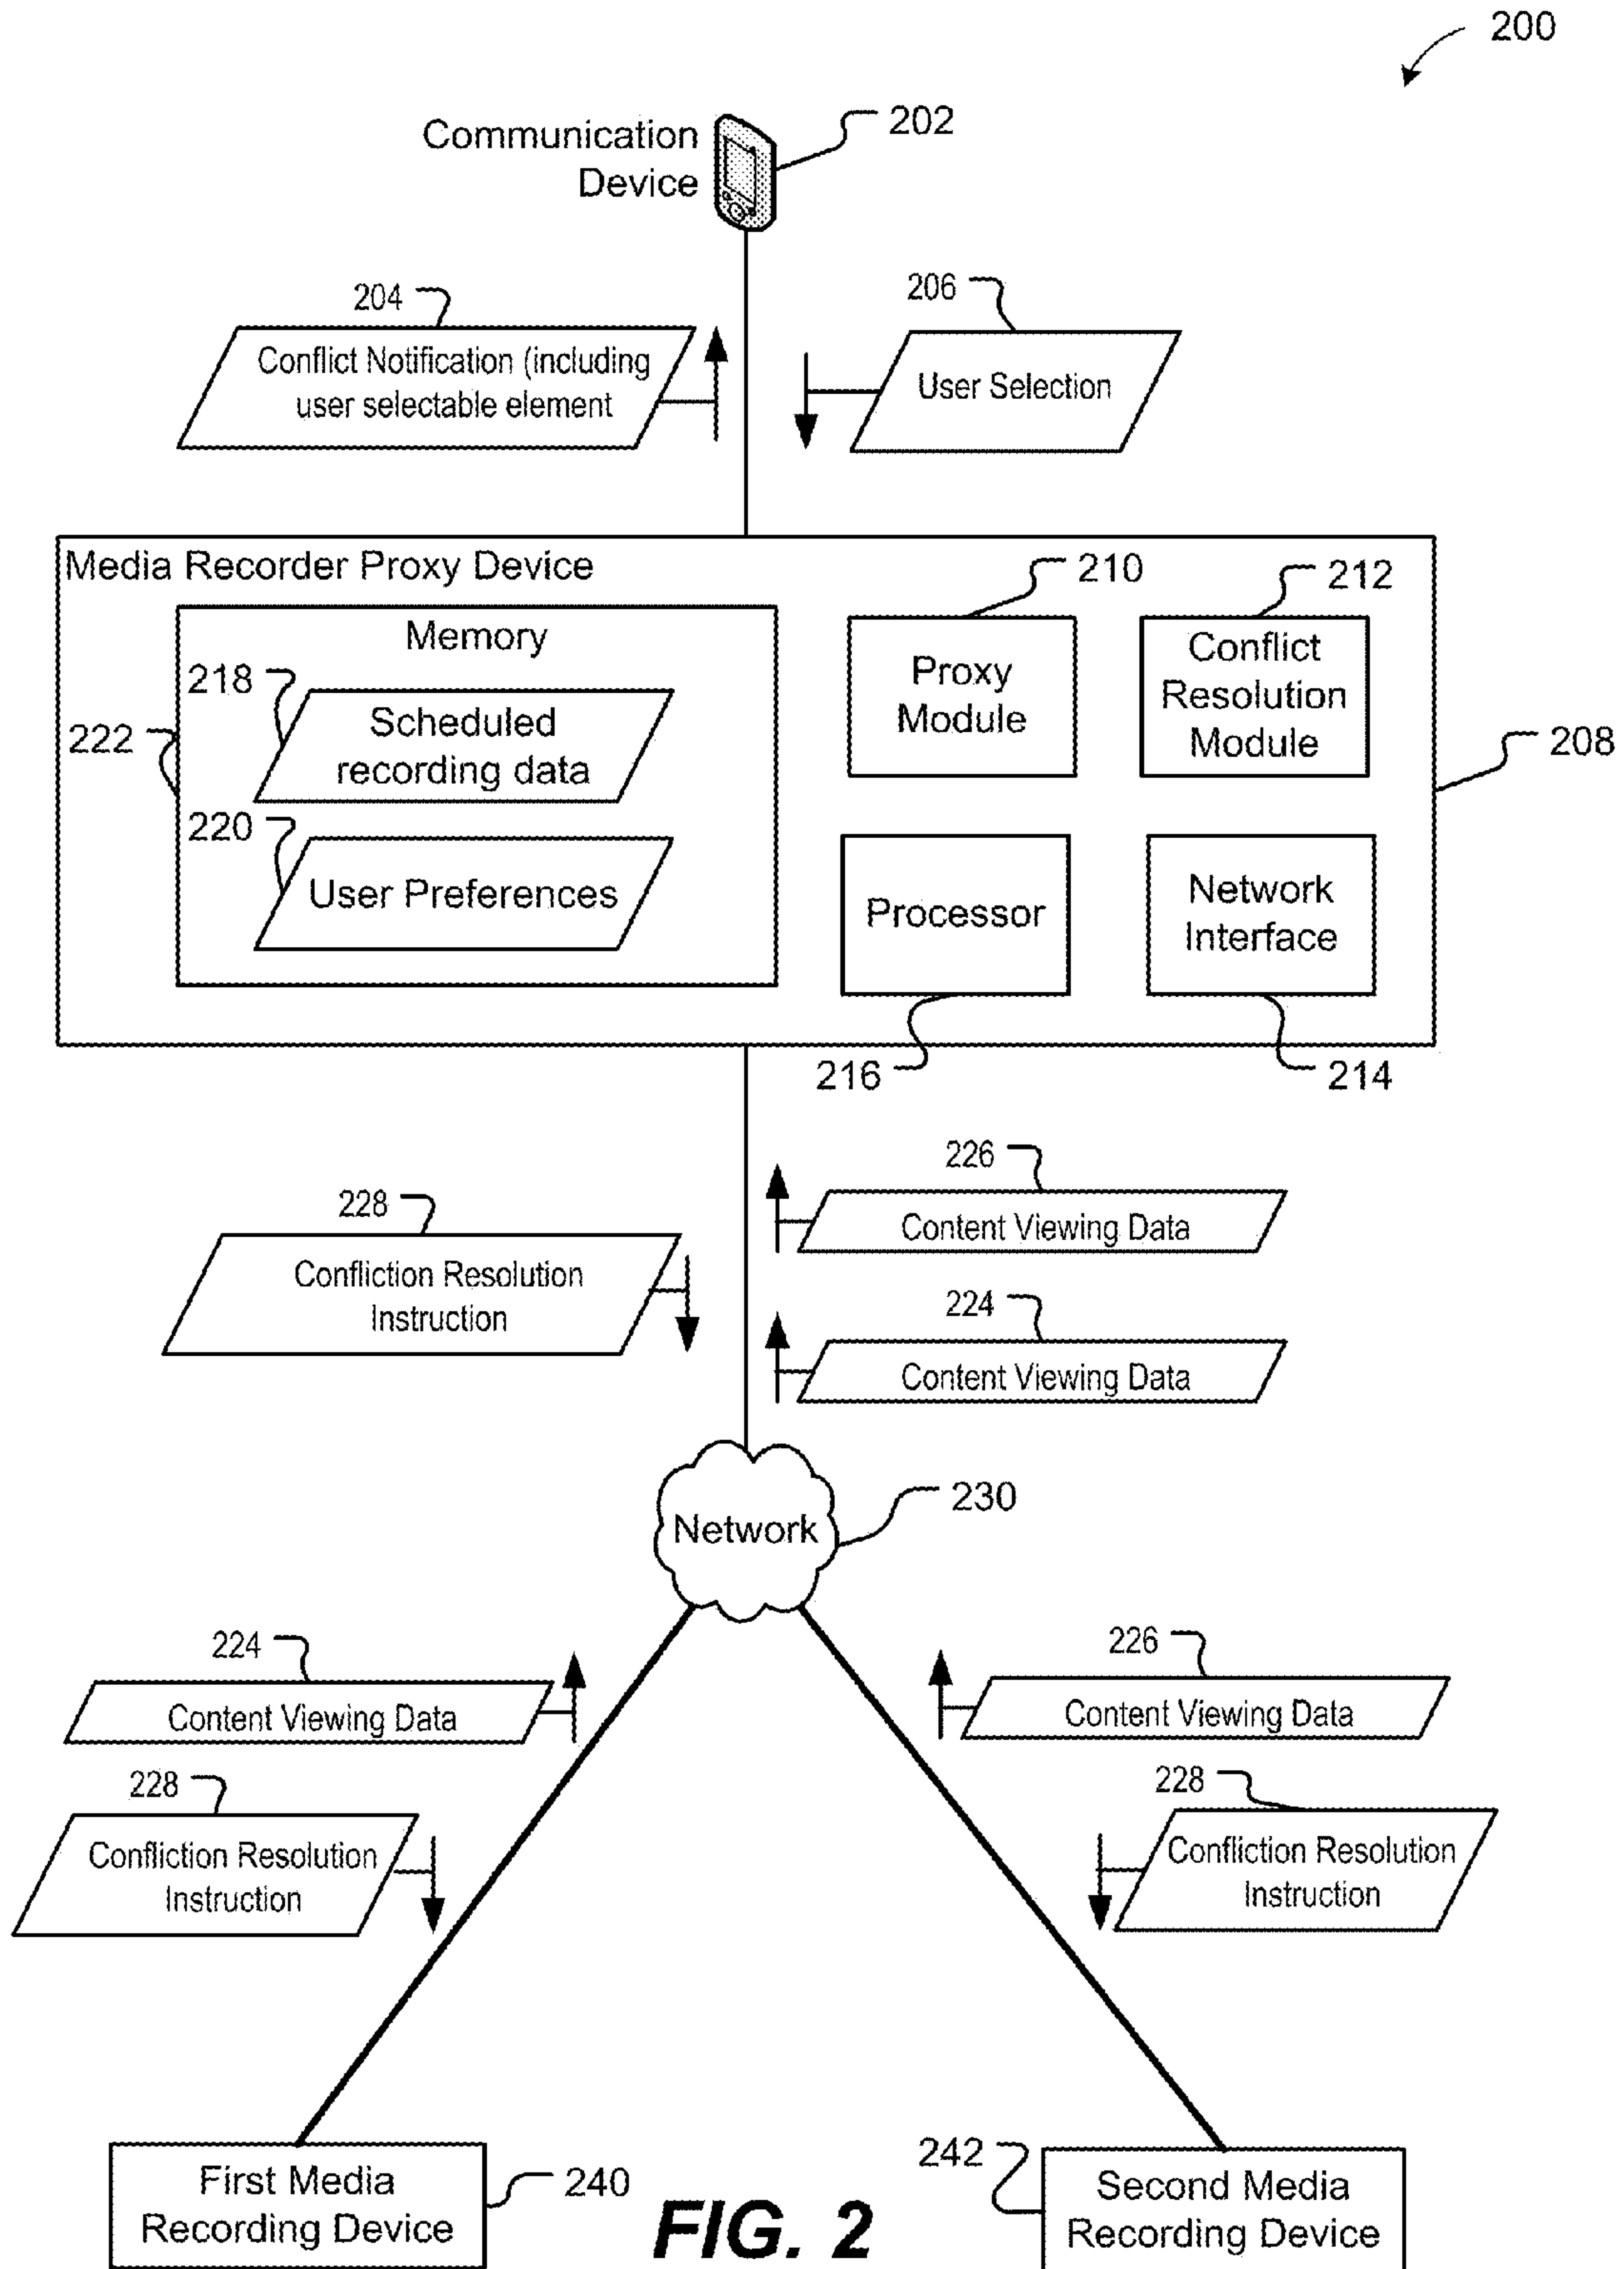 200
Communication
Device
202
204
Conflict Notification (including
user selectable element
206
User Selection
Media Recorder Proxy Device
Memory
218
Scheduled
recording data
222
220
User Preferences
210
Proxy
Module
212
Conflict
Resolution
Module
208
Processor
Network
Interface
216
214
228
Confliction Resolution
Instruction
226
Content Viewing Data
224
Content Viewing Data
Network
230
224
Content Viewing Data
226
Content Viewing Data
228
Confliction Resolution
Instruction
228
Confliction Resolution
Instruction
First Media
Recording Device
240
FIG. 2
242
Second Media
Recording Device